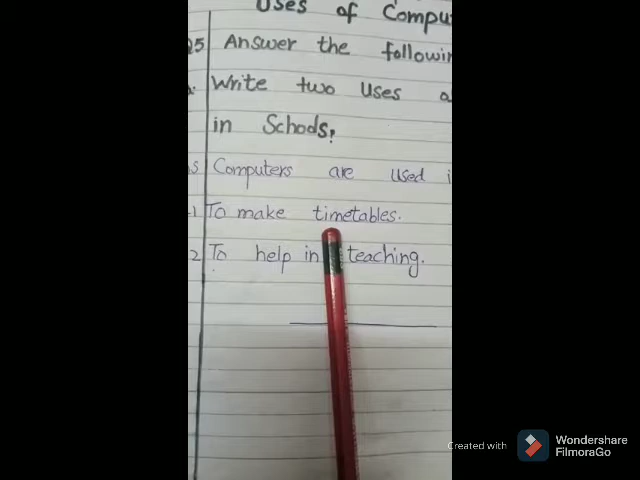 Uses of Compu
Q5 Answer the followin
Write two Uses o
in Schools?
Computers are used i
1 To make timetables.
2 To help in teaching.
Created with Wondershare
FilmoraGo